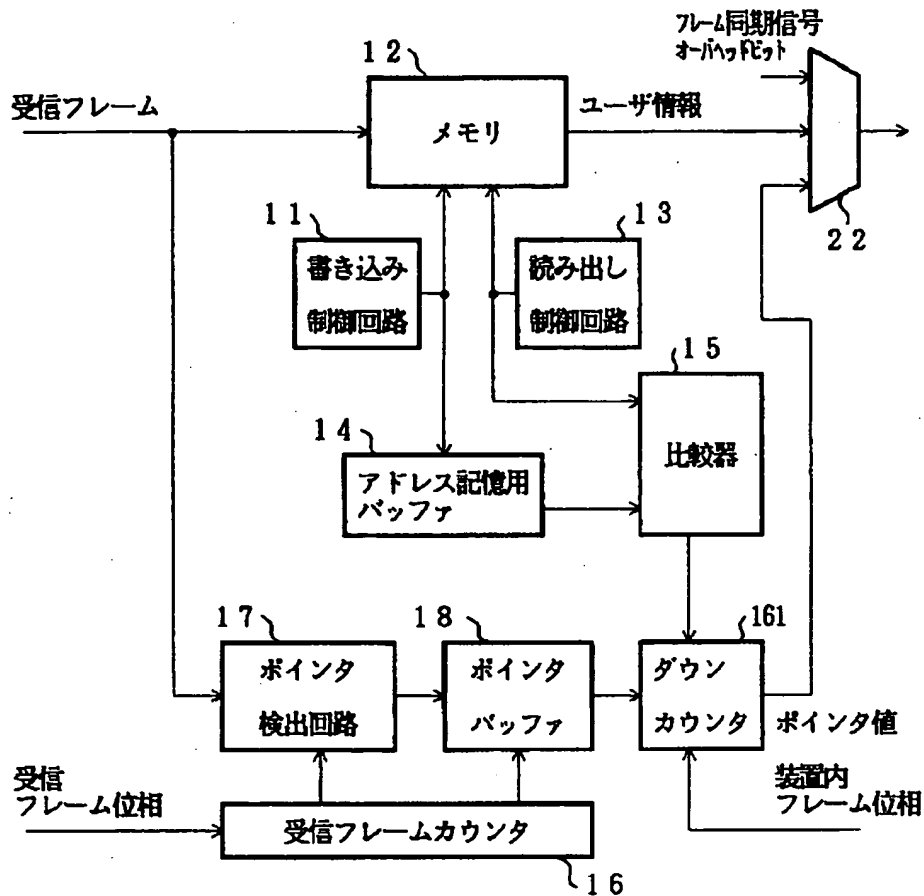 フレーム同期信号
オーバヘッドビット
12
受信フレーム
メモリ
ユーザ情報
11
13
22
書き込み
制御回路
読み出し
制御回路
15
14
比較器
アドレス記憶用
バッファ
17
18
161
ポインタ
検出回路
ポインタ
バッファ
ダウン
カウンタ
ポインタ値
受信
フレーム位相
装置内
フレーム位相
受信フレームカウンタ
16